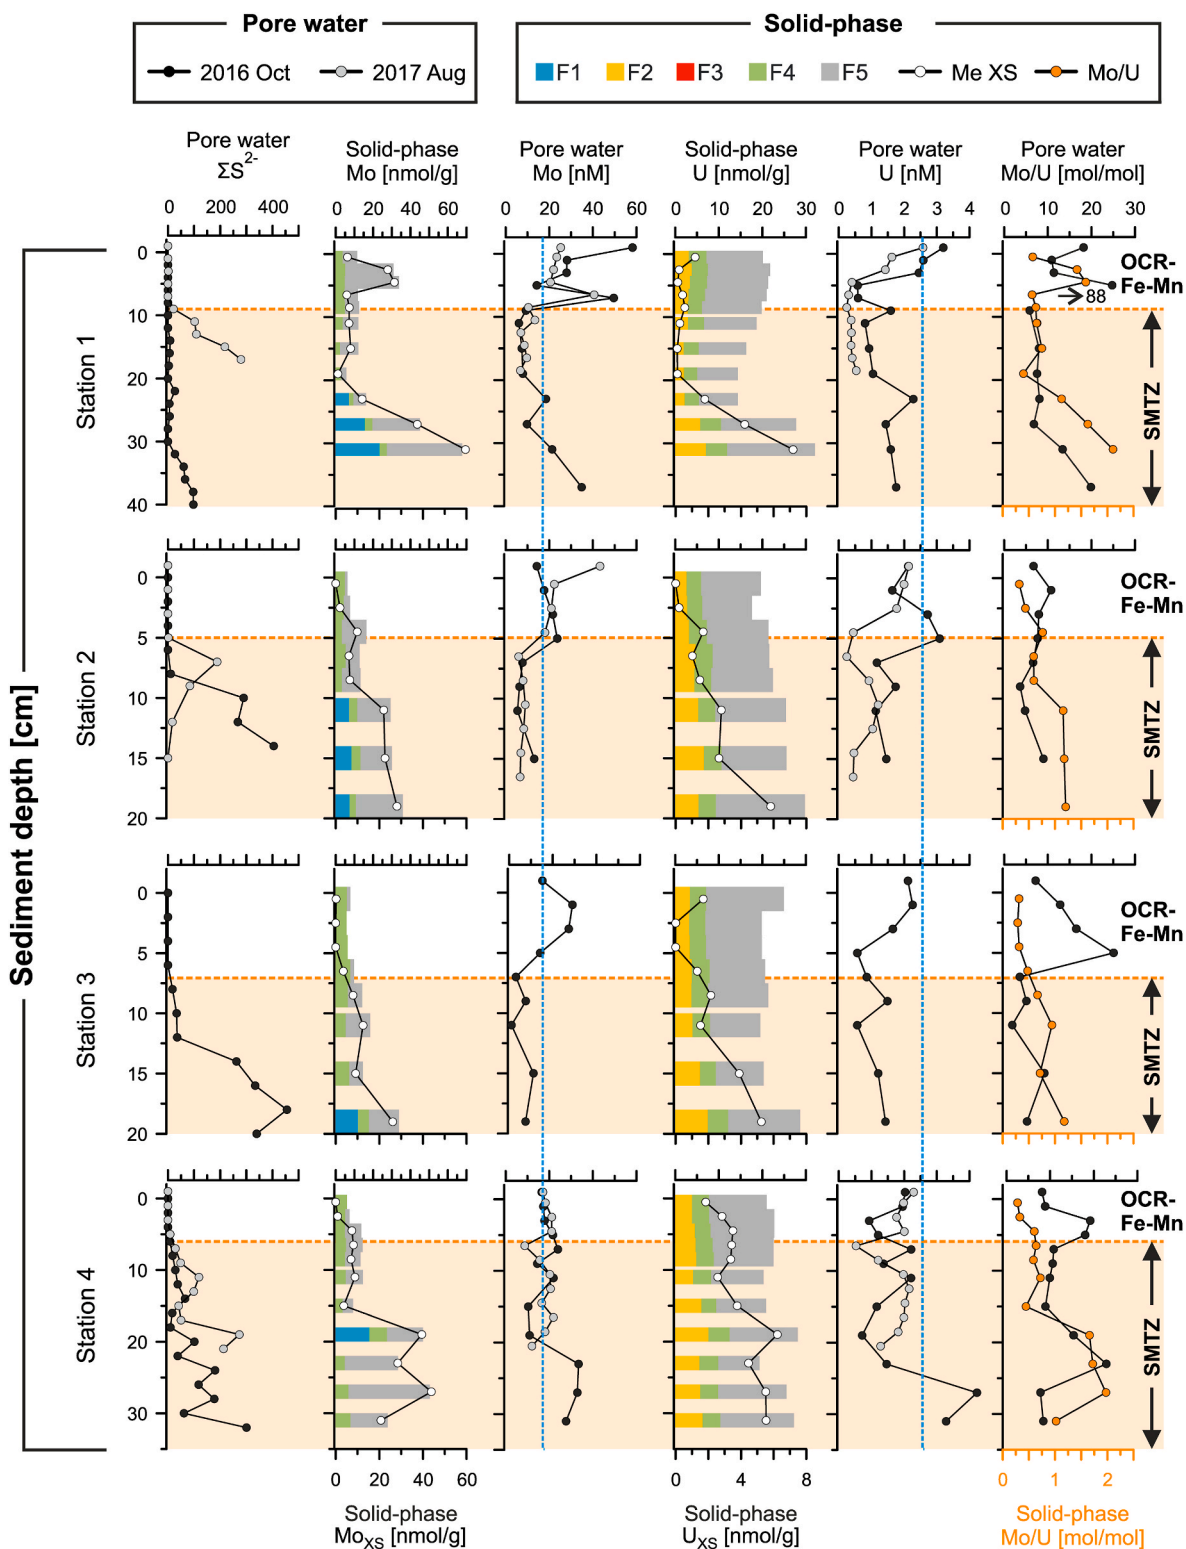 Pore water
Solid-phase
2016 Oct
2017 Aug
F1
F2
F3
F4
F5
Me XS
Mo/U
Pore water
ΣS²⁻
Solid-phase
Mo [nmol/g]
Pore water
Mo [nM]
Solid-phase
U [nmol/g]
Pore water
U [nM]
Pore water
Mo/U [mol/mol]
0 200 400
0 20 40 60
0 20 40 60
0 10 20 30
0 1 2 3 4
0 10 20 30
Sediment depth [cm]
Station 1
0
10
20
30
40
OCR-
Fe-Mn
88
SMTZ
Station 2
0
5
10
15
20
OCR-
Fe-Mn
SMTZ
Station 3
0
5
10
15
20
OCR-
Fe-Mn
SMTZ
Station 4
0
10
20
30
OCR-
Fe-Mn
SMTZ
0 20 40 60
0 4 8
0 1 2
Solid-phase
MoXS [nmol/g]
Solid-phase
UXS [nmol/g]
Solid-phase
Mo/U [mol/mol]